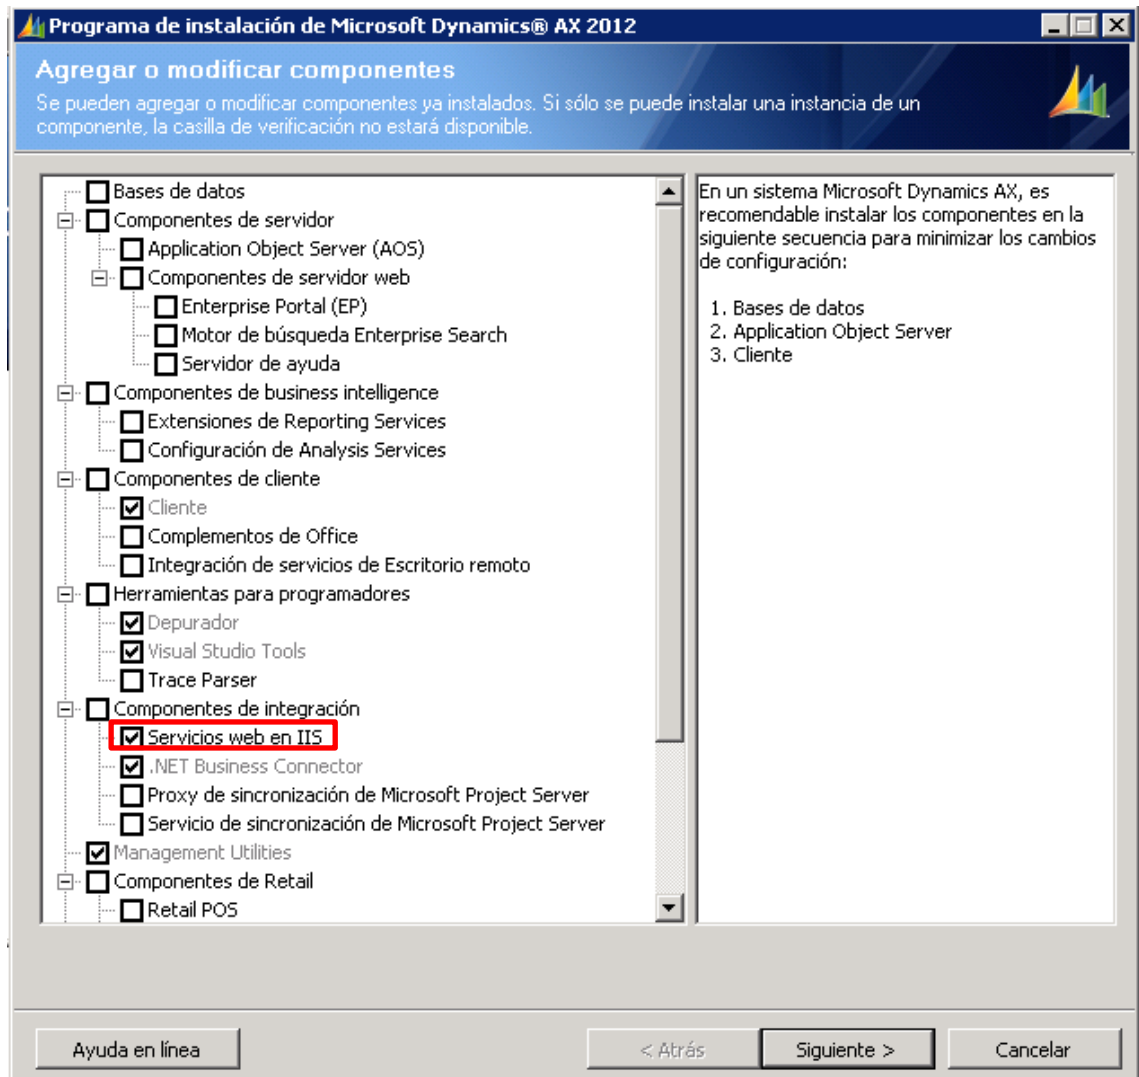 Programa de instalación de Microsoft Dynamics® AX 2012
Agregar o modificar componentes
Se pueden agregar o modificar componentes ya instalados. Si sólo se puede instalar una instancia de un
componente, la casilla de verificación no estará disponible.
Bases de datos
Componentes de servidor
Application Object Server (AOS)
Componentes de servidor web
Enterprise Portal (EP)
Motor de búsqueda Enterprise Search
Servidor de ayuda
Componentes de business intelligence
Extensiones de Reporting Services
Configuración de Analysis Services
Componentes de cliente
Cliente
Complementos de Office
Integración de servicios de Escritorio remoto
Herramientas para programadores
Depurador
Visual Studio Tools
Trace Parser
Componentes de integración
Servicios web en IIS
.NET Business Connector
Proxy de sincronización de Microsoft Project Server
Servicio de sincronización de Microsoft Project Server
Management Utilities
Componentes de Retail
Retail POS
En un sistema Microsoft Dynamics AX, es
recomendable instalar los componentes en la
siguiente secuencia para minimizar los cambios
de configuración:
1. Bases de datos
2. Application Object Server
3. Cliente
Ayuda en línea
< Atrás
Siguiente >
Cancelar